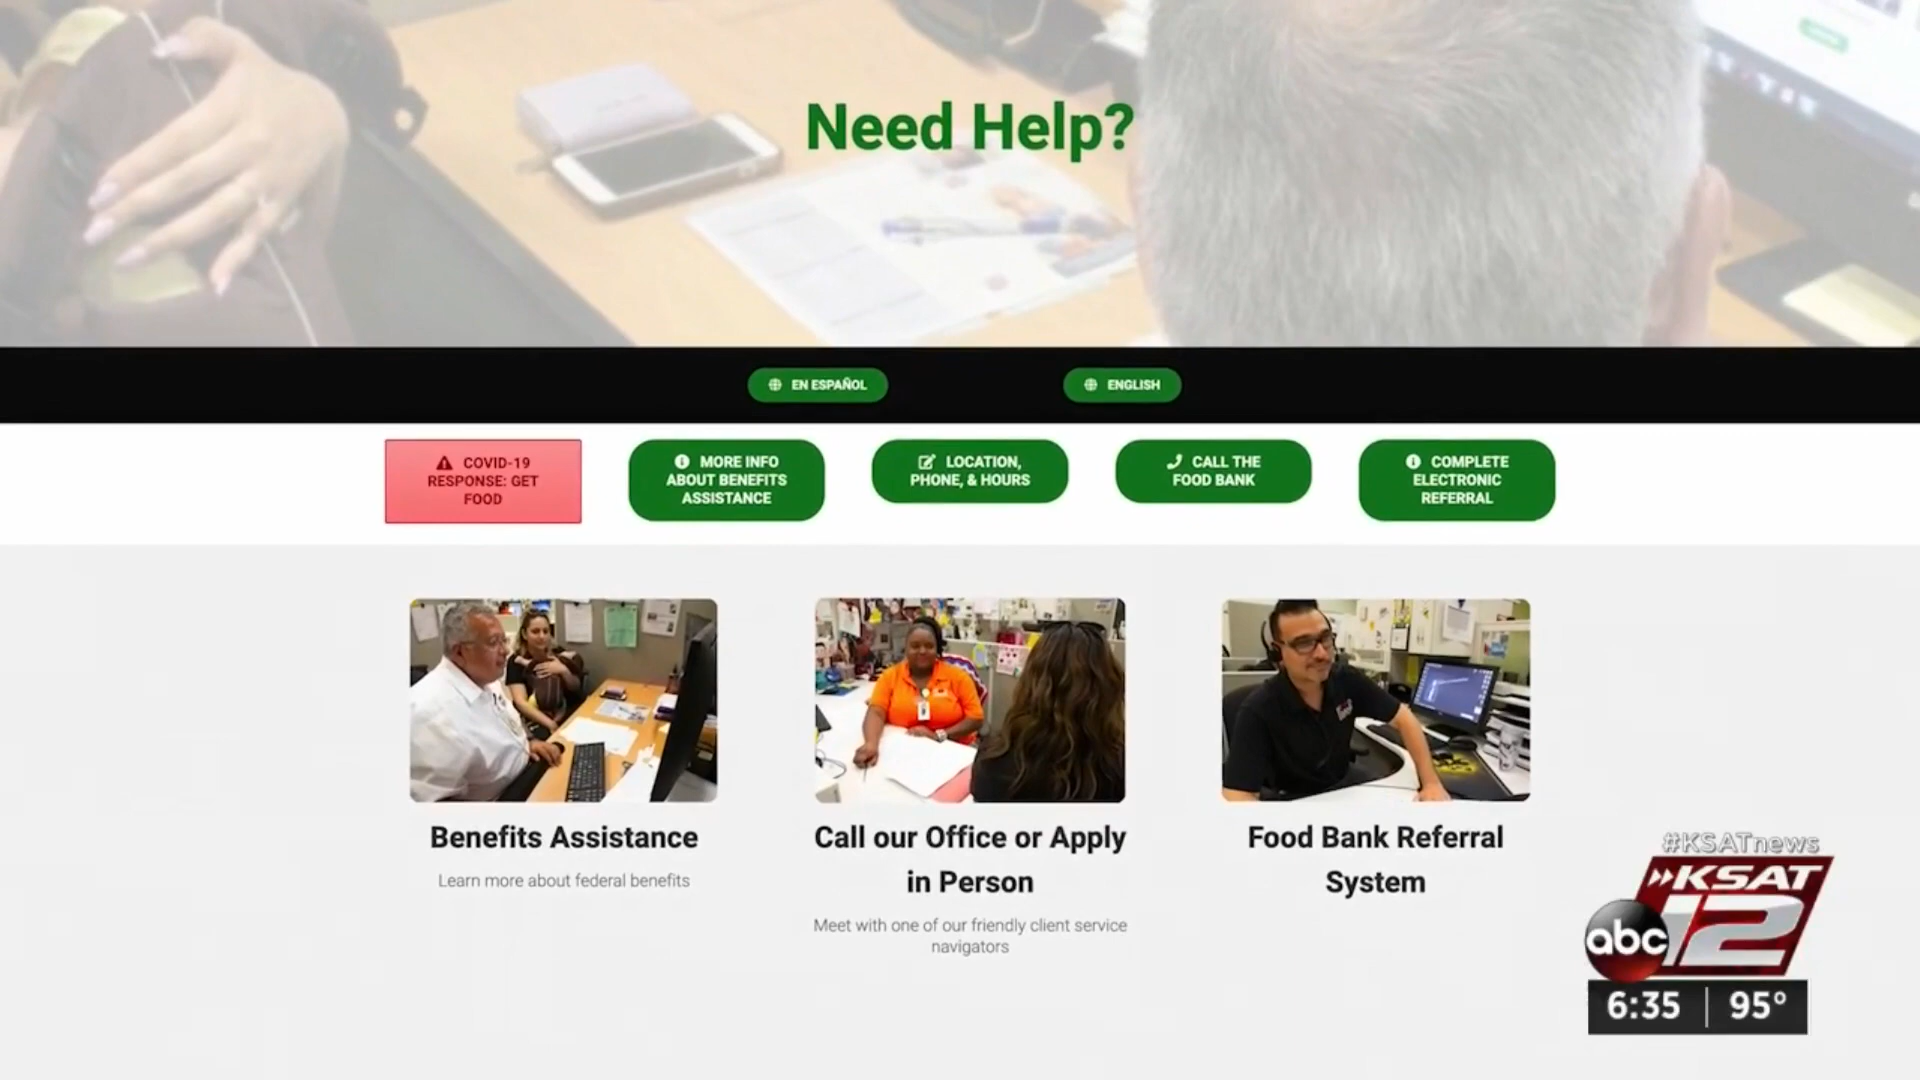 Need Help?
EN ESPAÑOL
ENGLISH
COVID-19
RESPONSE: GET
FOOD
MORE INFO
ABOUT BENEFITS
ASSISTANCE
LOCATION,
PHONE, & HOURS
CALL THE
FOOD BANK
COMPLETE
ELECTRONIC
REFERRAL
Benefits Assistance
Learn more about federal benefits
Call our Office or Apply
in Person
Meet with one of our friendly client service
navigators
Food Bank Referral
System
#KSATnews
KSAT
abc 12
6:35 | 95°